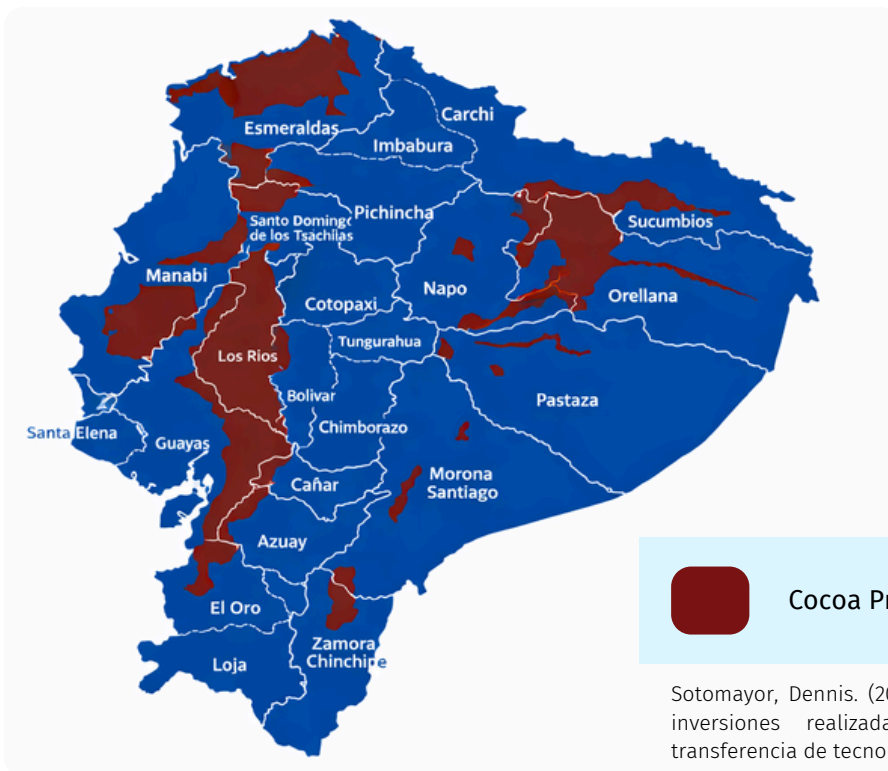 Carchi
Esmeraldas
Imbabura
Pichincha
Santo Domingo
de los Tsachilas
Sucumbios
Manabi
Napo
Orellana
Cotopaxi
Tungurahua
Los Rios
Bolivar
Pastaza
Chimborazo
Santa Elena
Guayas
Morona
Santiago
Cañar
Azuay
El Oro
Zamora
Chinchipe
Loja
Cocoa Pr
Sotomayor, Dennis. (20
inversiones realizada
transferencia de tecno